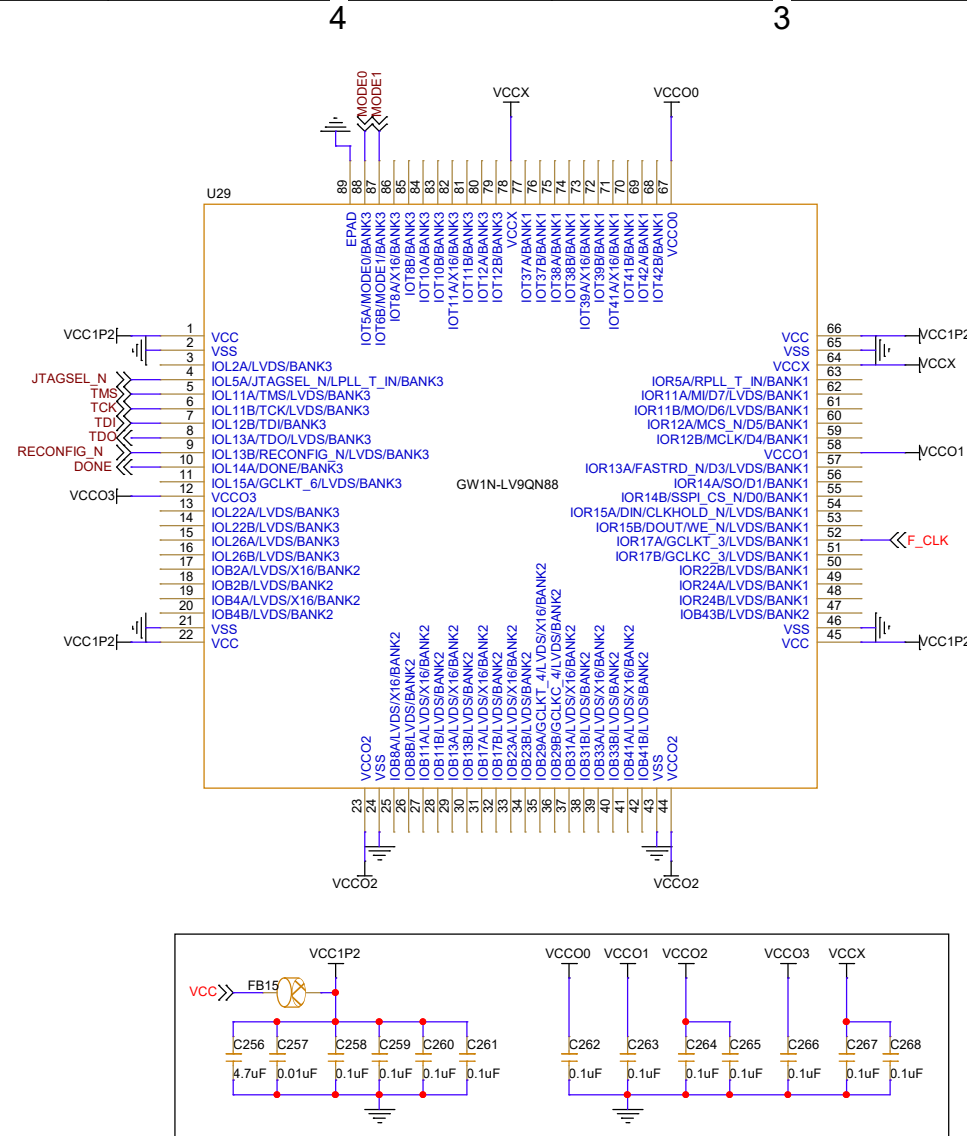 4 3
MODE0
MODE1
VCCX
VCCO0
89 88 87 86 85 84 83 82 81 80 79 78 77 76 75 74 73 72 71 70 69 68 67
U29
EPAD
IOT5A/MODE0/BANK3
IOT6B/MODE1/BANK3
IOT8A/X16/BANK3
IOT8B/BANK3
IOT10A/BANK3
IOT10B/BANK3
IOT11A/X16/BANK3
IOT11B/BANK3
IOT12A/BANK3
IOT12B/BANK3
VCCX
IOT37A/BANK1
IOT37B/BANK1
IOT38A/BANK1
IOT38B/BANK1
IOT39A/X16/BANK1
IOT39B/BANK1
IOT41A/X16/BANK1
IOT41B/BANK1
IOT42A/BANK1
IOT42B/BANK1
VCCO0
VCC1P2 1 VCC
2 VSS
3 IOL2A/LVDS/BANK3
JTAGSEL_N 4 IOL5A/JTAGSEL_N/LPLL_T_IN/BANK3
TMS 5 IOL11A/TMS/LVDS/BANK3
TCK 6 IOL11B/TCK/LVDS/BANK3
TDI 7 IOL12B/TDI/BANK3
TDO 8 IOL13A/TDO/LVDS/BANK3
RECONFIG_N 9 IOL13B/RECONFIG_N/LVDS/BANK3
DONE 10 IOL14A/DONE/BANK3
11 IOL15A/GCLKT_6/LVDS/BANK3
VCCO3 12 VCCO3
13 IOL22A/LVDS/BANK3
14 IOL22B/LVDS/BANK3
15 IOL26A/LVDS/BANK3
16 IOL26B/LVDS/BANK3
17 IOB2A/LVDS/X16/BANK2
18 IOB2B/LVDS/BANK2
19 IOB4A/LVDS/X16/BANK2
20 IOB4B/LVDS/BANK2
21 VSS
VCC1P2 22 VCC
GW1N-LV9QN88
VCC 66 VCC1P2
VSS 65
VCCX 64 VCCX
IOR5A/RPLL_T_IN/BANK1 63
IOR11A/MI/D7/LVDS/BANK1 62
IOR11B/MO/D6/LVDS/BANK1 61
IOR12A/MCS_N/D5/BANK1 60
IOR12B/MCLK/D4/BANK1 59
VCCO1 58 VCCO1
IOR13A/FASTRD_N/D3/LVDS/BANK1 57
IOR14A/SO/D1/BANK1 56
IOR14B/SSPI_CS_N/D0/BANK1 55
IOR15A/DIN/CLKHOLD_N/LVDS/BANK1 54
IOR15B/DOUT/WE_N/LVDS/BANK1 53
IOR17A/GCLKT_3/LVDS/BANK1 52 F_CLK
IOR17B/GCLKC_3/LVDS/BANK1 51
IOR22B/LVDS/BANK1 50
IOR24A/LVDS/BANK1 49
IOR24B/LVDS/BANK1 48
IOB43B/LVDS/BANK2 47
VSS 46
VCC 45 VCC1P2
VCCO2
VSS
IOB8A/LVDS/X16/BANK2
IOB8B/LVDS/BANK2
IOB11A/LVDS/X16/BANK2
IOB11B/LVDS/BANK2
IOB13A/LVDS/X16/BANK2
IOB13B/LVDS/BANK2
IOB17A/LVDS/X16/BANK2
IOB17B/LVDS/BANK2
IOB23A/LVDS/X16/BANK2
IOB23B/LVDS/BANK2
IOB29A/GCLKT_4/LVDS/X16/BANK2
IOB29B/GCLKC_4/LVDS/BANK2
IOB31A/LVDS/X16/BANK2
IOB31B/LVDS/BANK2
IOB33A/LVDS/X16/BANK2
IOB33B/LVDS/BANK2
IOB41A/LVDS/X16/BANK2
IOB41B/LVDS/BANK2
VSS
VCCO2
23 24 25 26 27 28 29 30 31 32 33 34 35 36 37 38 39 40 41 42 43 44
VCCO2 VCCO2
VCC1P2 VCCO0 VCCO1 VCCO2 VCCO3 VCCX
VCC FB15
C256 C257 C258 C259 C260 C261 C262 C263 C264 C265 C266 C267 C268
4.7uF 0.01uF 0.1uF 0.1uF 0.1uF 0.1uF 0.1uF 0.1uF 0.1uF 0.1uF 0.1uF 0.1uF 0.1uF